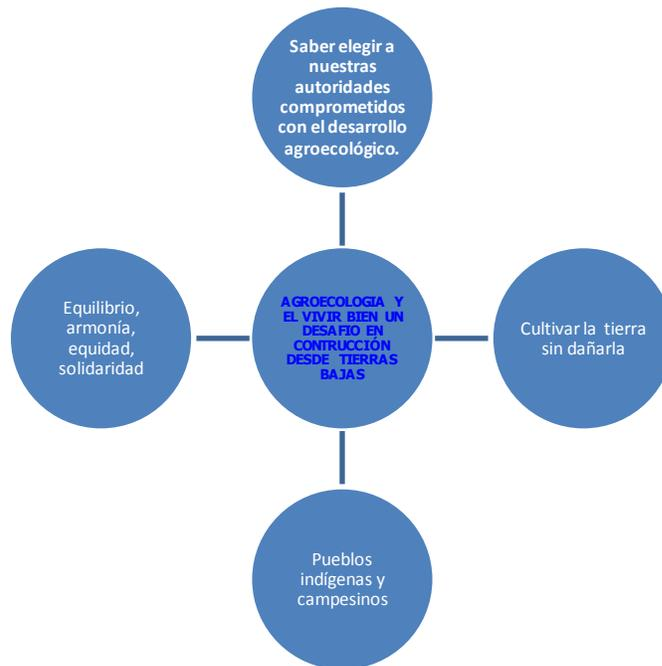 Saber elegir a
nuestras
autoridades
comprometidos
con el desarrollo
agroecológico.
Equilibrio,
armonía,
equidad,
solidaridad
AGROECOLOGIA Y
EL VIVIR BIEN UN
DESAFIO EN
CONTRUCCIÓN
DESDE TIERRAS
BAJAS
Cultivar la tierra
sin dañarla
Pueblos
indígenas y
campesinos